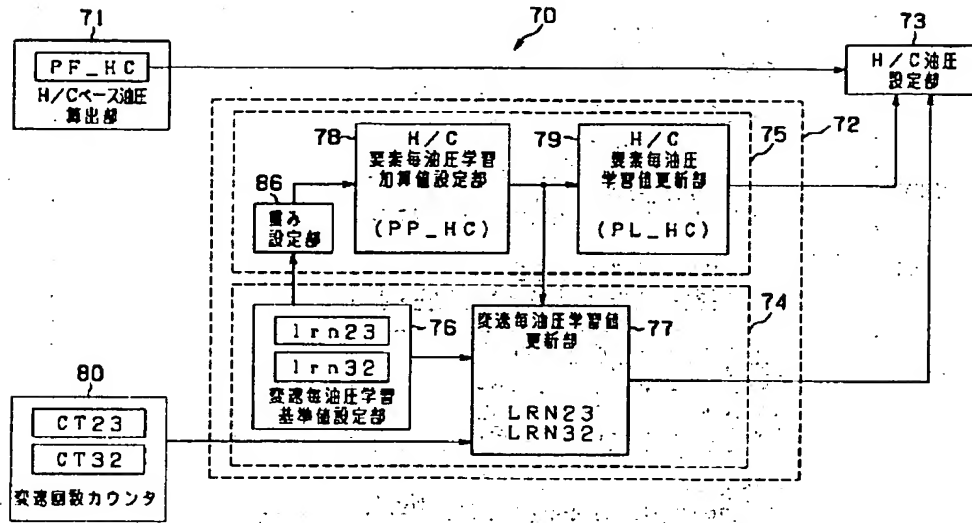 70
71
PF_HC
H/Cベース油圧
算出部
73
H/C油圧
設定部
72
75
78
H/C
要素毎油圧学習
加算値設定部
(PP_HC)
79
H/C
要素毎油圧
学習値更新部
(PL_HC)
86
重み
設定部
74
76
lrn23
lrn32
変速毎油圧学習
基準値設定部
77
変速毎油圧学習値
更新部
LRN23
LRN32
80
CT23
CT32
変速回数カウンタ